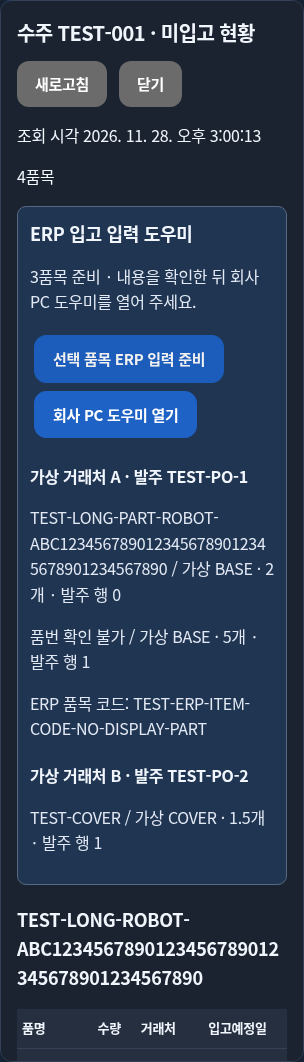 수주 TEST-001 · 미입고 현황
새로고침
닫기
조회 시각 2026. 11. 28. 오후 3:00:13
4품목
ERP 입고 입력 도우미
3품목 준비 · 내용을 확인한 뒤 회사
PC 도우미를 열어 주세요.
선택 품목 ERP 입력 준비
회사 PC 도우미 열기
가상 거래처 A · 발주 TEST-PO-1
TEST-LONG-PART-ROBOT-
ABC123456789012345678901234
5678901234567890 / 가상 BASE · 2
개 · 발주 행 0
품번 확인 불가 / 가상 BASE · 5개 ·
발주 행 1
ERP 품목 코드: TEST-ERP-ITEM-
CODE-NO-DISPLAY-PART
가상 거래처 B · 발주 TEST-PO-2
TEST-COVER / 가상 COVER · 1.5개
· 발주 행 1
TEST-LONG-ROBOT-
ABC1234567890123456789012
345678901234567890
품명 수량 거래처 입고예정일